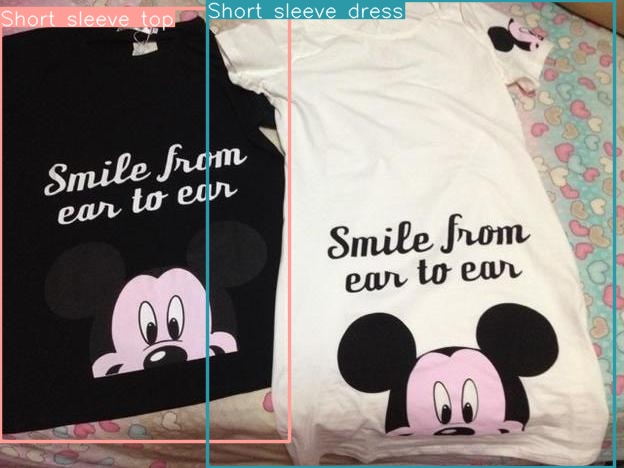 Short sleeve top
Short sleeve dress
Smile from
ear to ear
Smile from
ear to ear